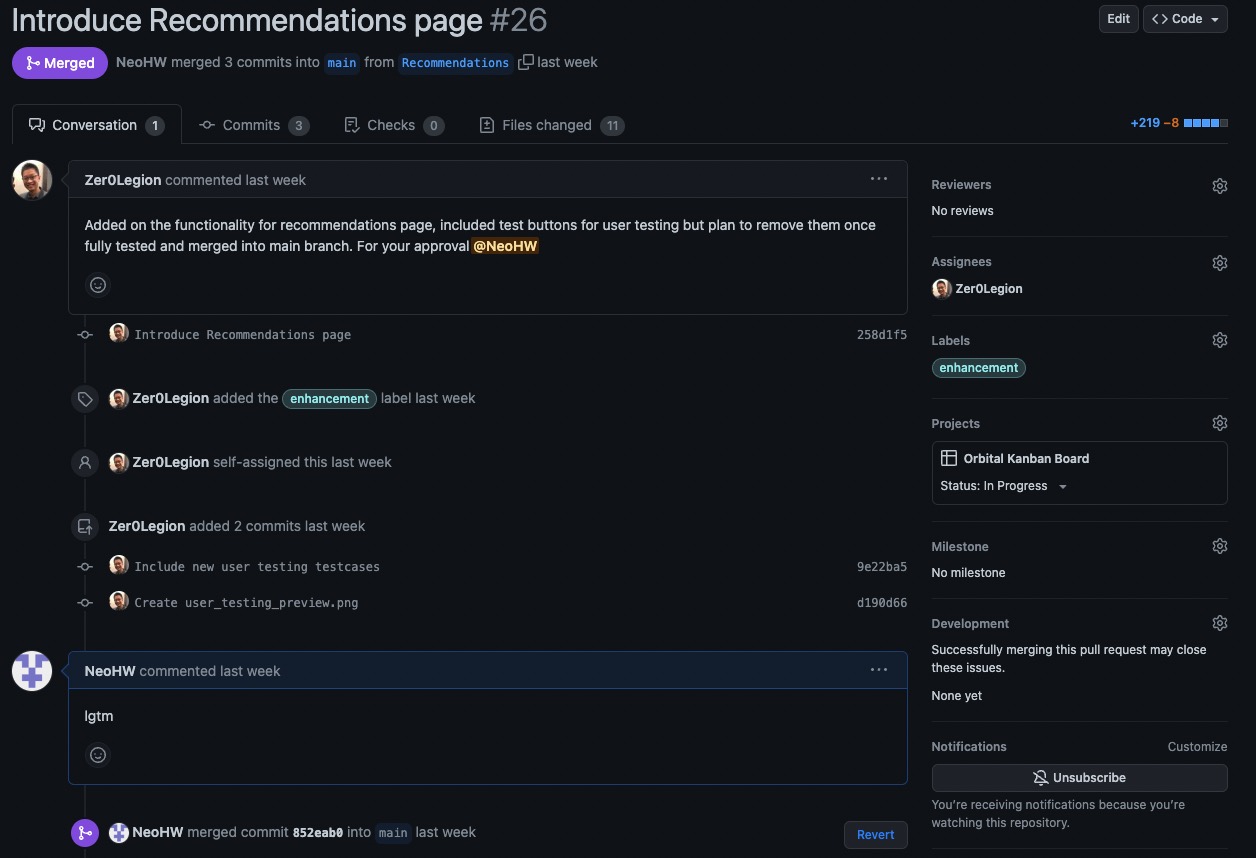 Introduce Recommendations page #26
Edit
<> Code
Merged
NeoHW merged 3 commits into main from Recommendations last week
Conversation 1
Commits 3
Checks 0
Files changed 11
+219 −8
Zer0Legion commented last week
Added on the functionality for recommendations page, included test buttons for user testing but plan to remove them once
fully tested and merged into main branch. For your approval @NeoHW
Introduce Recommendations page 258d1f5
Zer0Legion added the enhancement label last week
Zer0Legion self-assigned this last week
Zer0Legion added 2 commits last week
Include new user testing testcases 9e22ba5
Create user_testing_preview.png d190d66
NeoHW commented last week
lgtm
NeoHW merged commit 852eab0 into main last week
Revert
Reviewers
No reviews
Assignees
Zer0Legion
Labels
enhancement
Projects
Orbital Kanban Board
Status: In Progress
Milestone
No milestone
Development
Successfully merging this pull request may close
these issues.
None yet
Notifications Customize
Unsubscribe
You're receiving notifications because you're
watching this repository.